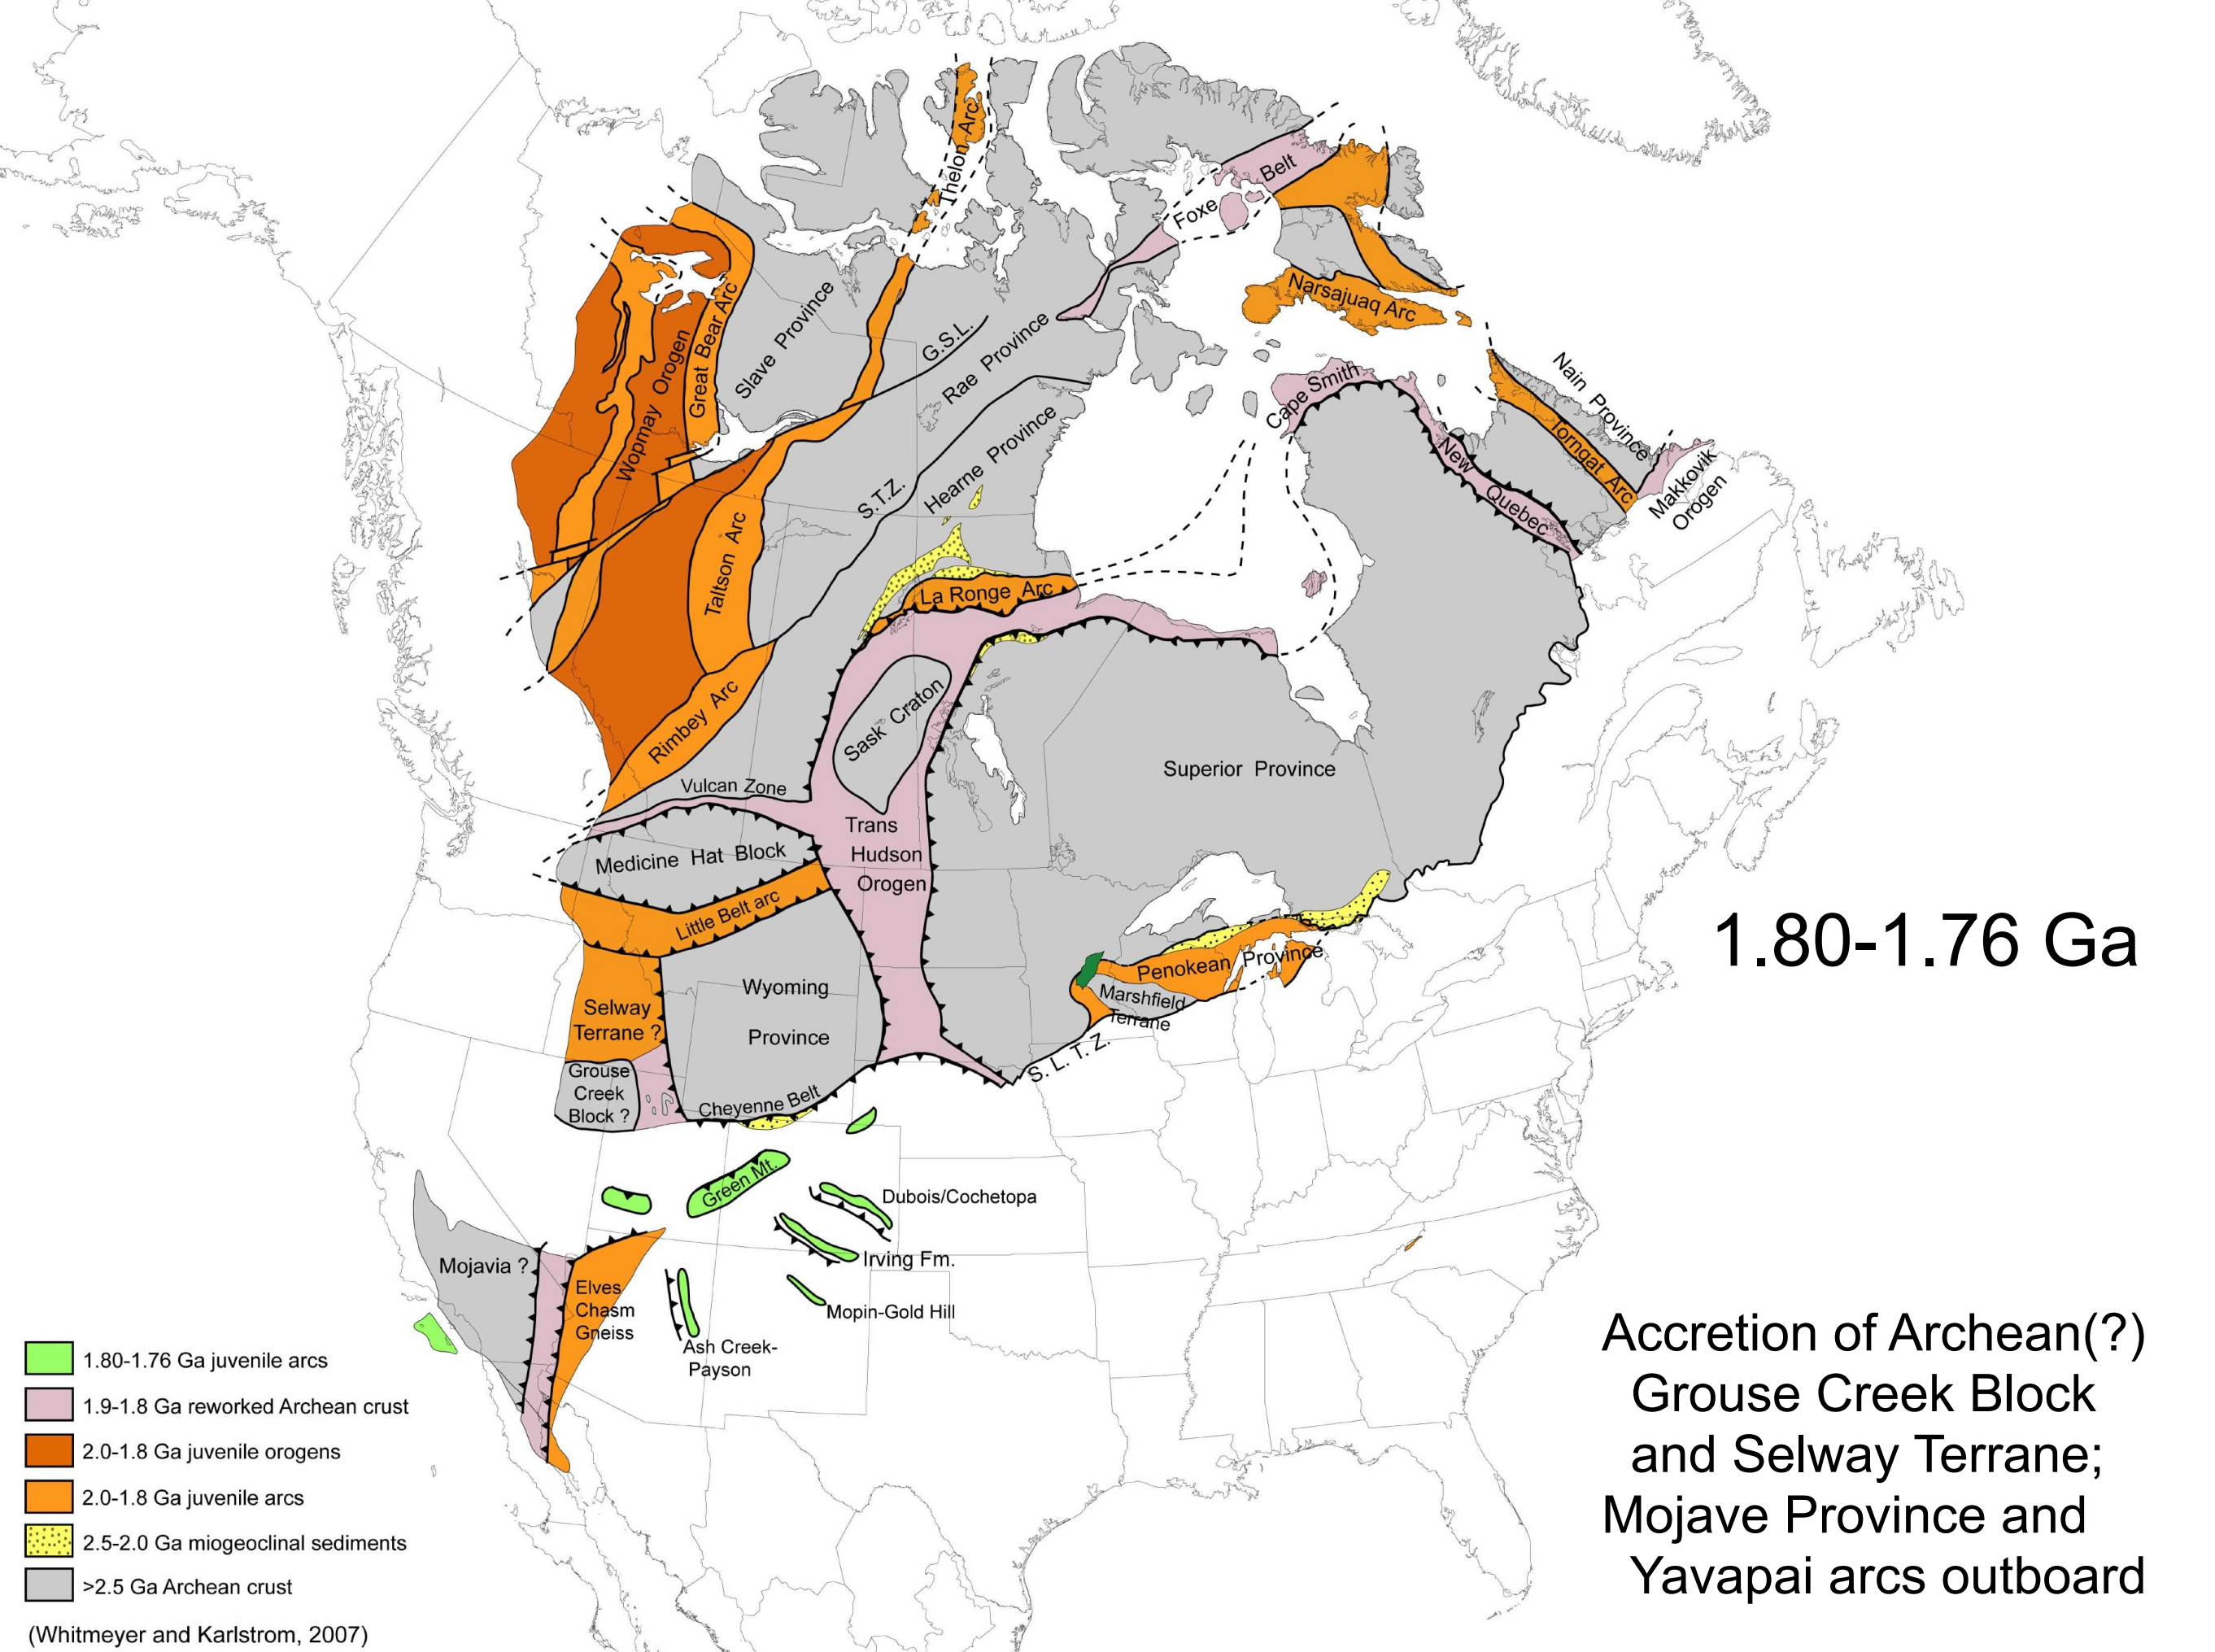 Thelon Arc
Belt
Foxe
Narsajuaq Arc
Great Bear Arc
Wopmay Orogen
Slave Province
G.S.L.
Rae Province
S.T.Z.
Hearne Province
Cape Smith
New
Quebec
Nain Province
Torngat Arc
Makkovik
Orogen
Taltson Arc
La Ronge Arc
Rimbey Arc
Sask Craton
Superior Province
Vulcan Zone
Trans
Hudson
Orogen
Medicine Hat Block
Little Belt arc
Selway
Terrane ?
Wyoming
Province
Penokean Province
Marshfield
Terrane
S. L. T. Z.
Grouse
Creek
Block ?
Cheyenne Belt
Green Mt.
Dubois/Cochetopa
Irving Fm.
Mopin-Gold Hill
Mojavia ?
Elves
Chasm
Gneiss
Ash Creek-
Payson
1.80-1.76 Ga
Accretion of Archean(?)
Grouse Creek Block
and Selway Terrane;
Mojave Province and
Yavapai arcs outboard
1.80-1.76 Ga juvenile arcs
1.9-1.8 Ga reworked Archean crust
2.0-1.8 Ga juvenile orogens
2.0-1.8 Ga juvenile arcs
2.5-2.0 Ga miogeoclinal sediments
>2.5 Ga Archean crust
(Whitmeyer and Karlstrom, 2007)